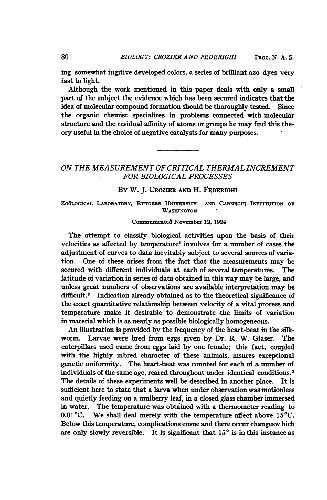 80
BIOLOGY: CROZIER AND FEDERIGHI
PROC. N. A. S.
ing somewhat fugitive developed colors, a series of brilliant azo dyes very
fast to light.
Although the work mentioned in this paper deals with only a small
part of the subject the evidence which has been secured indicates that the
idea of molecular compound formation should be thoroughly tested. Since
the organic chemist specializes in problems connected with molecular
structure and the residual affinity of atoms or groups he may find this the-
ory useful in the choice of negative catalysts for many purposes.
ON THE MEASUREMENT OF CRITICAL THERMAL INCREMENT
FOR BIOLOGICAL PROCESSES
BY W. J. CROZIER AND H. FEDERIGHI
ZOÖLOGICAL LABORATORY, RUTGERS UNIVERSITY, AND CARNEGIE INSTITUTION OF
WASHINGTON
Communicated November 19, 1924
The attempt to classify biological activities upon the basis of their
velocities as affected by temperature¹ involves for a number of cases the
adjustment of curves to data inevitably subject to several sources of varia-
tion. One of these arises from the fact that the measurements may be
secured with different individuals at each of several temperatures. The
latitude of variation in series of data obtained in this way may be large, and
unless great numbers of observations are available interpretation may be
difficult.² Indication already obtained as to the theoretical significance of
the exact quantitative relationship between velocity of a vital process and
temperature make it desirable to demonstrate the limits of variation
in material which is as nearly as possible biologically homogeneous.
An illustration is provided by the frequency of the heart-beat in the silk-
worm. Larvae were bred from eggs given by Dr. R. W. Glaser. The
caterpillars used came from eggs laid by one female; this fact, coupled
with the highly inbred character of these animals, insures exceptional
genetic uniformity. The heart-beat was counted for each of a number of
individuals of the same age, reared throughout under identical conditions.³
The details of these experiments well be described in another place. It is
sufficient here to state that a larva when under observation was motionless
and quietly feeding on a mulberry leaf, in a closed glass chamber immersed
in water. The temperature was obtained with a thermometer reading to
0.01°C. We shall deal merely with the temperature effect above 15°C.
Below this temperature, complications ensue and there occur changes which
are only slowly reversible. It is significant that 15° is in this instance as